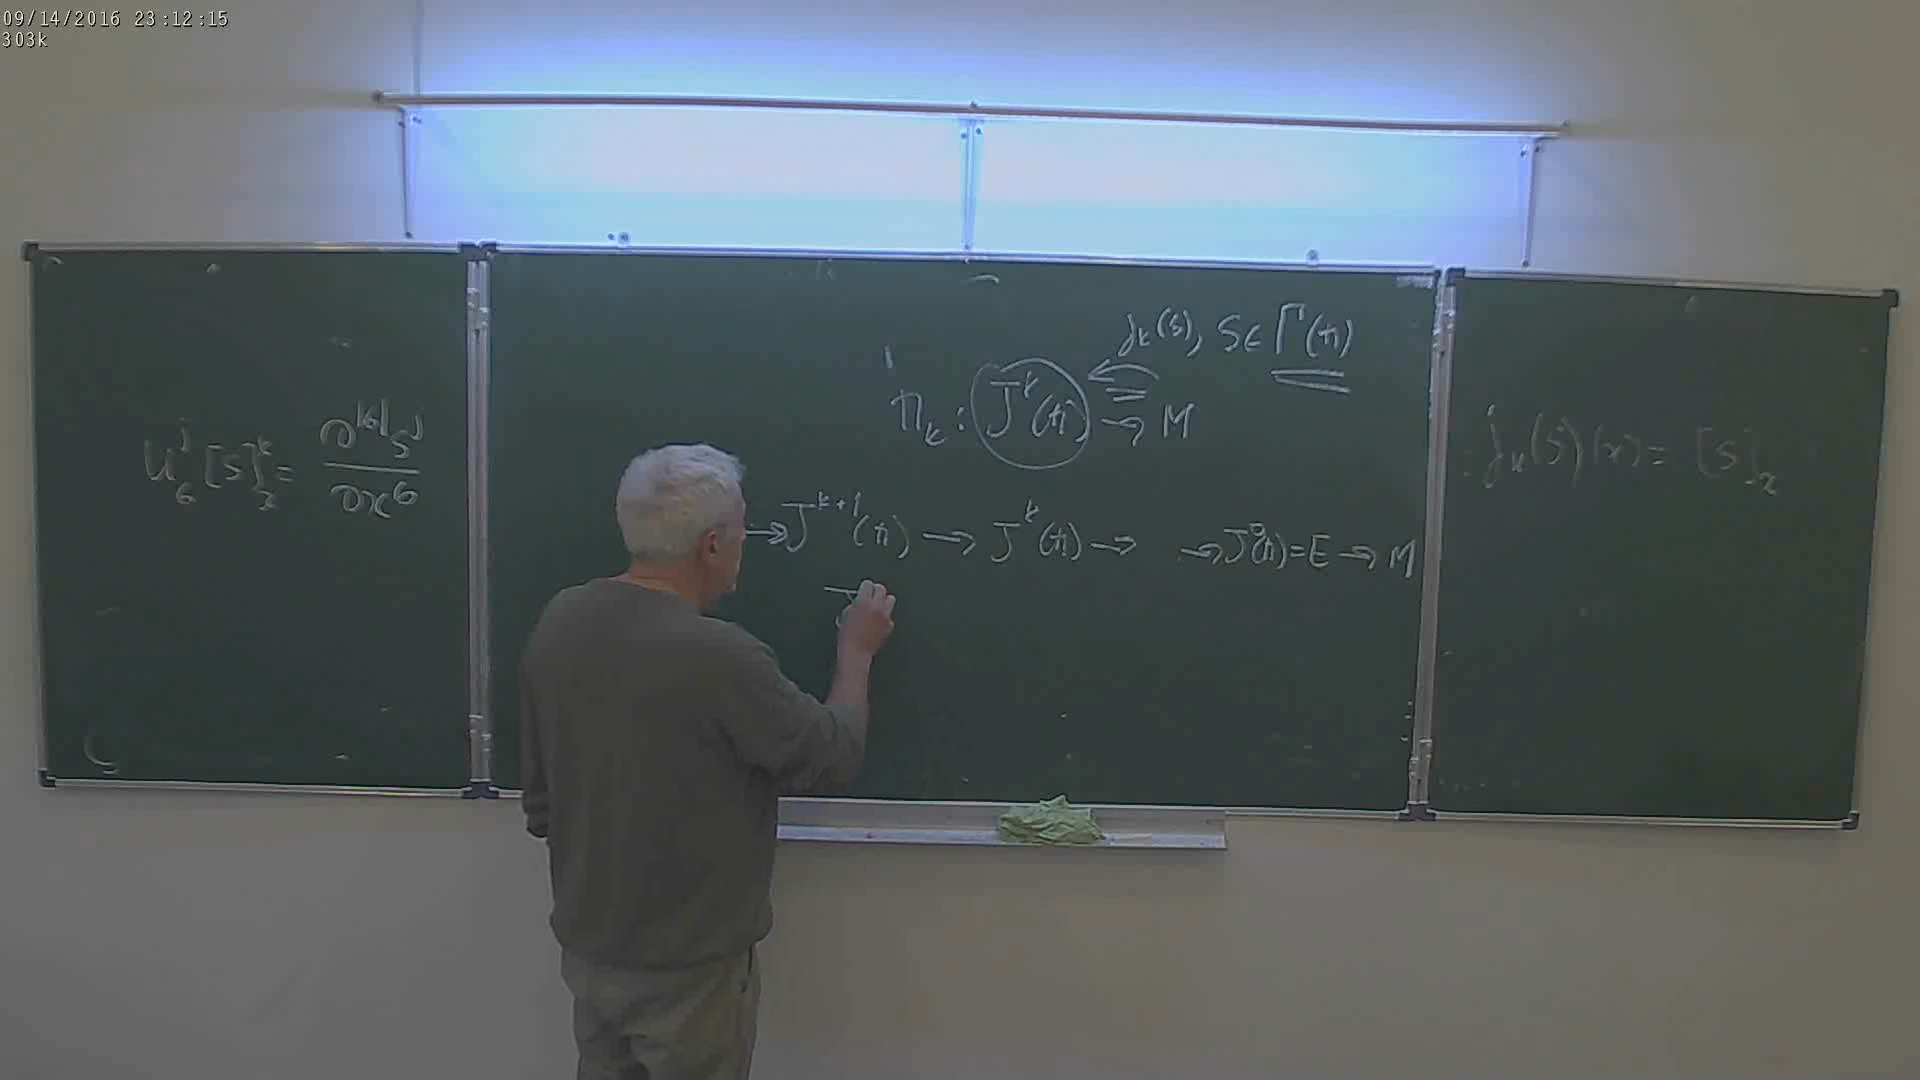 09/14/2016 23:12:15
303k
u^j_σ [s]^k_x = ∂^{|σ|} s^j / ∂x^σ
j_k(s), s ∈ Γ(π)
π_k : J^k(π) → M
→ J^{k+1}(π) → J^k(π) → → J^0(π) = E → M
j_k(s)(x) = [s]_x